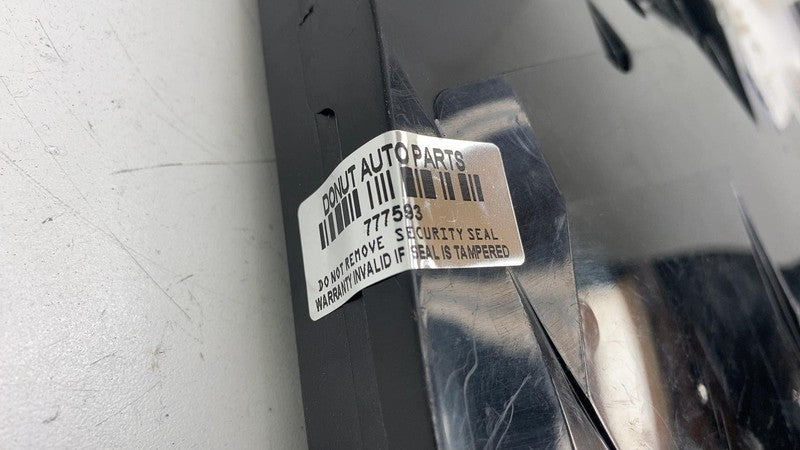 DONUT AUTO PARTS
777593
DO NOT REMOVE SECURITY SEAL
WARRANTY INVALID IF SEAL IS TAMPERED